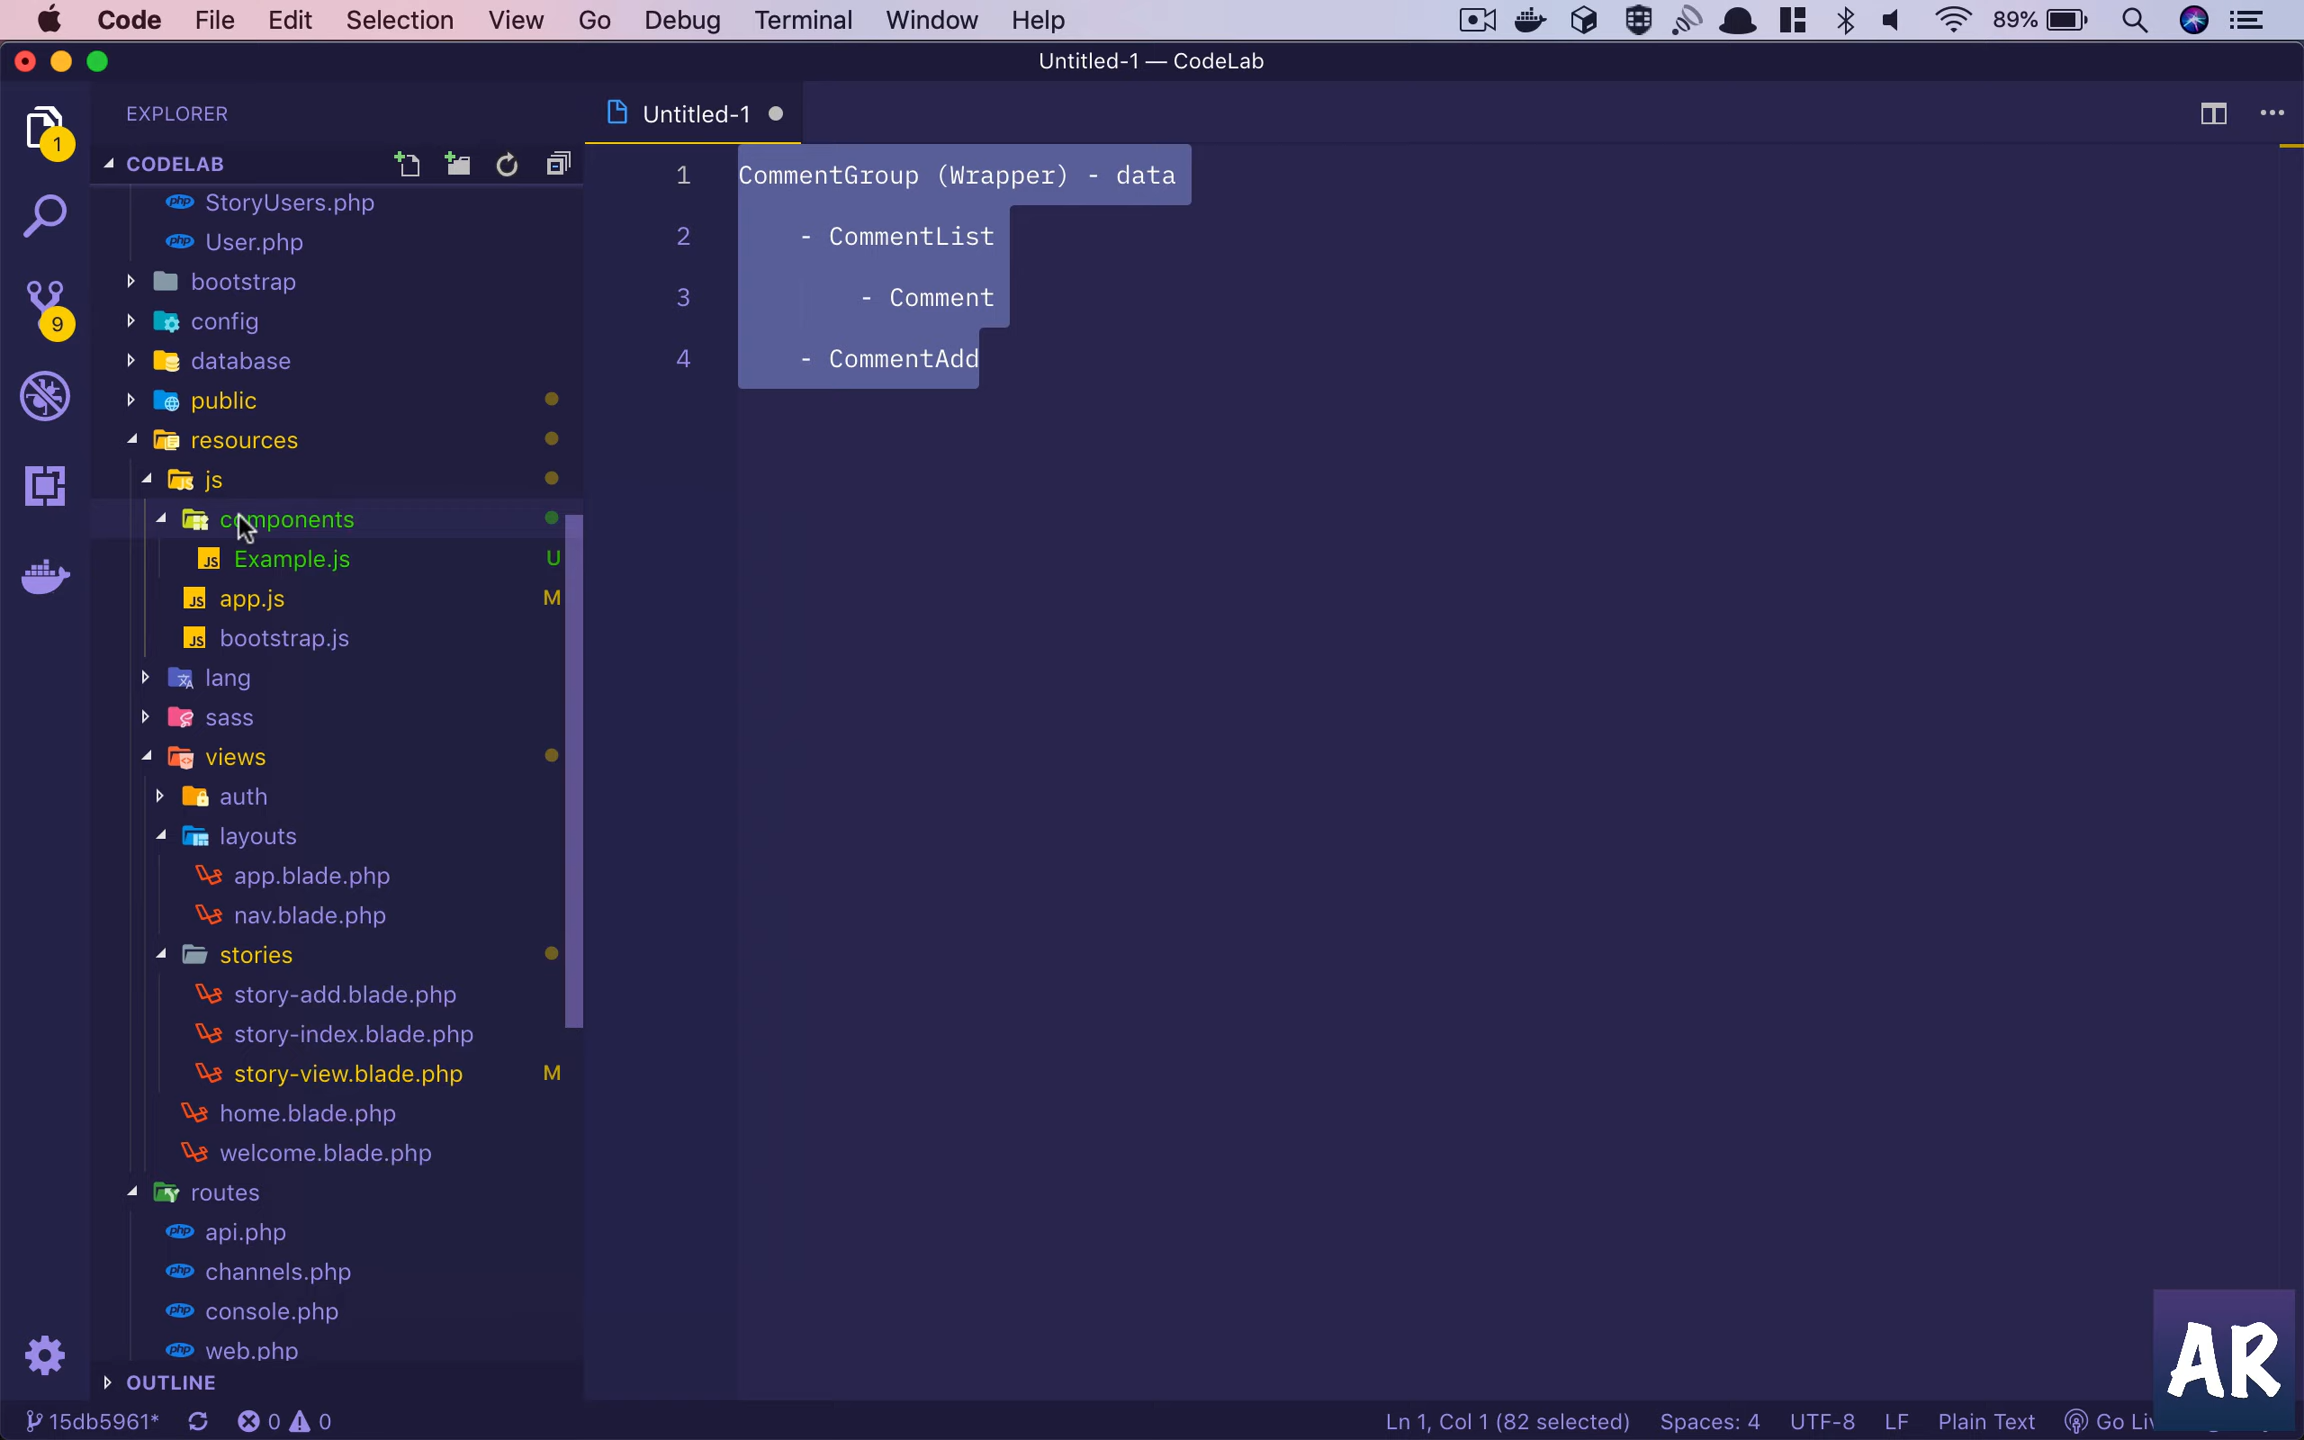 Code File Edit Selection View Go Debug Terminal Window Help 89%
Untitled-1 — CodeLab
EXPLORER
Untitled-1
1
CODELAB
StoryUsers.php
User.php
bootstrap
config
9
database
public
resources
js
components
Example.js U
app.js M
bootstrap.js
lang
sass
views
auth
layouts
app.blade.php
nav.blade.php
stories
story-add.blade.php
story-index.blade.php
story-view.blade.php M
home.blade.php
welcome.blade.php
routes
api.php
channels.php
console.php
web.php
OUTLINE
1 CommentGroup (Wrapper) - data
2 - CommentList
3 - Comment
4 - CommentAdd
AR
15db5961* 0 0 Ln 1, Col 1 (82 selected) Spaces: 4 UTF-8 LF Plain Text Go